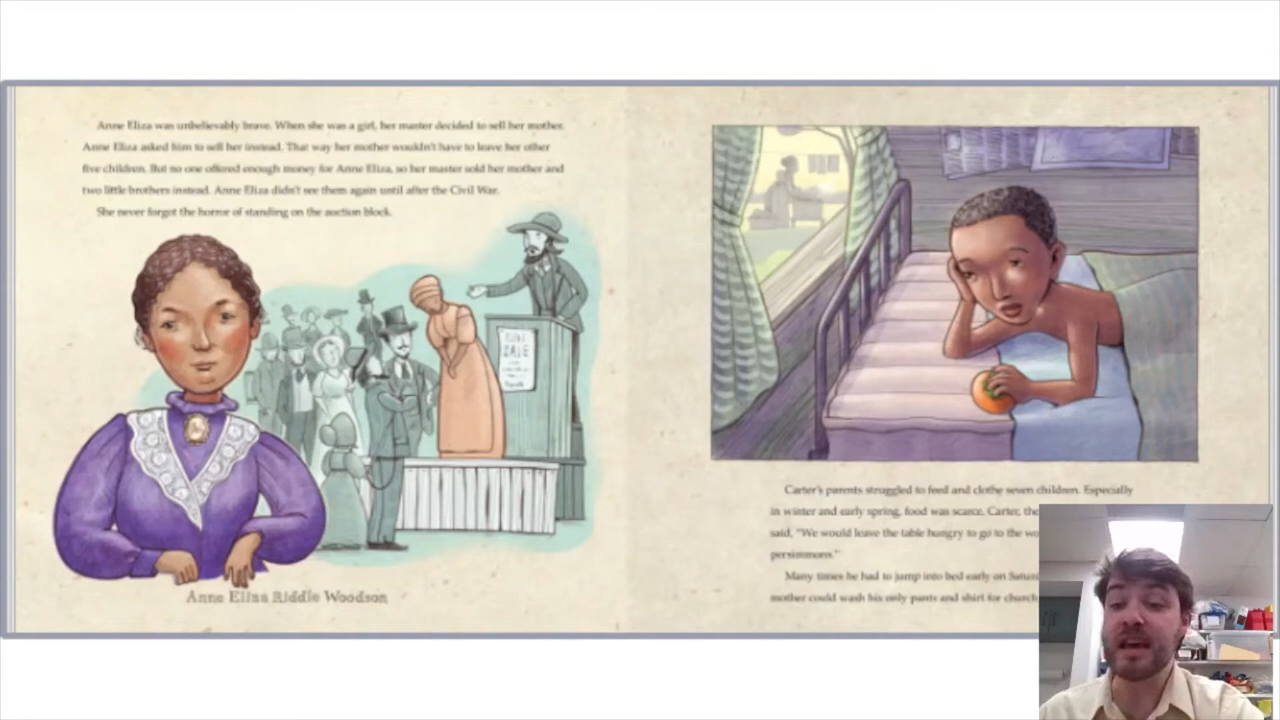 Anne Eliza was unbelievably brave. When she was a girl, her master decided to sell her mother.
Anne Eliza asked him to sell her instead. That way her mother wouldn't have to leave her other
five children. But no one offered enough money for Anne Eliza, so her master sold her mother and
two little brothers instead. Anne Eliza didn't see them again until after the Civil War.
She never forgot the horror of standing on the auction block.
SALE
Anne Eliza Riddle Woodson
Carter's parents struggled to feed and clothe seven children. Especially
in winter and early spring, food was scarce. Carter, the
said, "We would leave the table hungry to go to the wo
persimmons."
Many times he had to jump into bed early on Satur
mother could wash his only pants and shirt for church